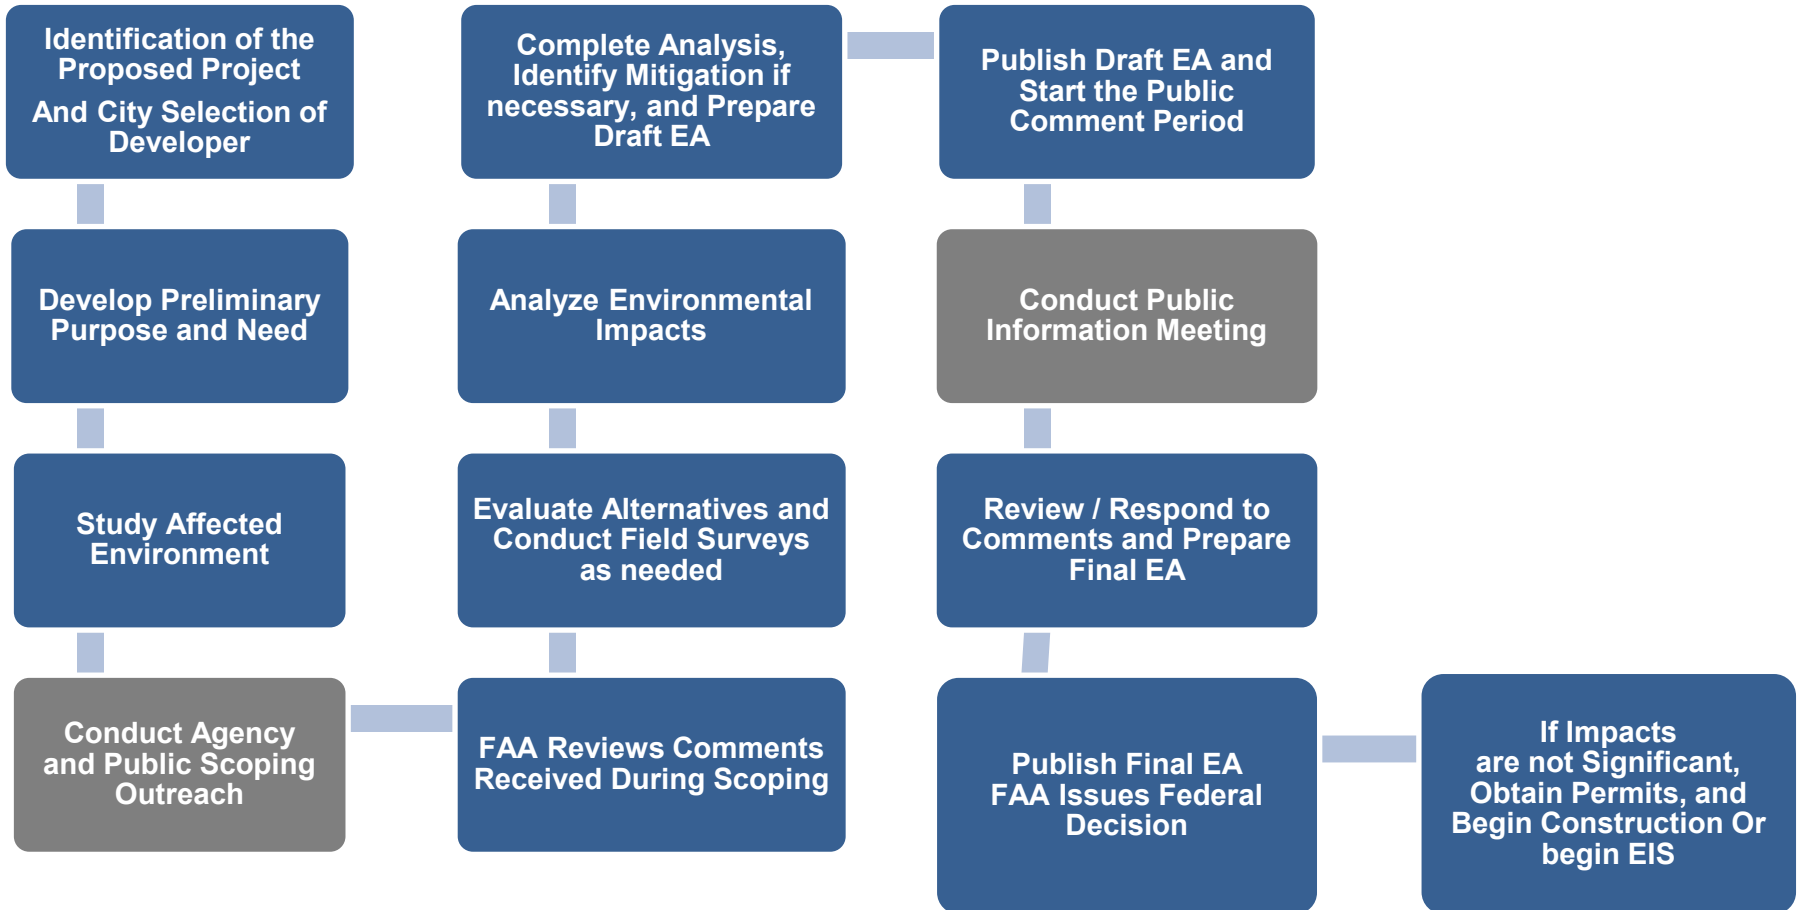 Identification of the
Proposed Project
And City Selection of
Developer
Develop Preliminary
Purpose and Need
Study Affected
Environment
Conduct Agency
and Public Scoping
Outreach
FAA Reviews Comments
Received During Scoping
Evaluate Alternatives and
Conduct Field Surveys
as needed
Analyze Environmental
Impacts
Complete Analysis,
Identify Mitigation if
necessary, and Prepare
Draft EA
Publish Draft EA and
Start the Public
Comment Period
Conduct Public
Information Meeting
Review / Respond to
Comments and Prepare
Final EA
Publish Final EA
FAA Issues Federal
Decision
If Impacts
are not Significant,
Obtain Permits, and
Begin Construction Or
begin EIS